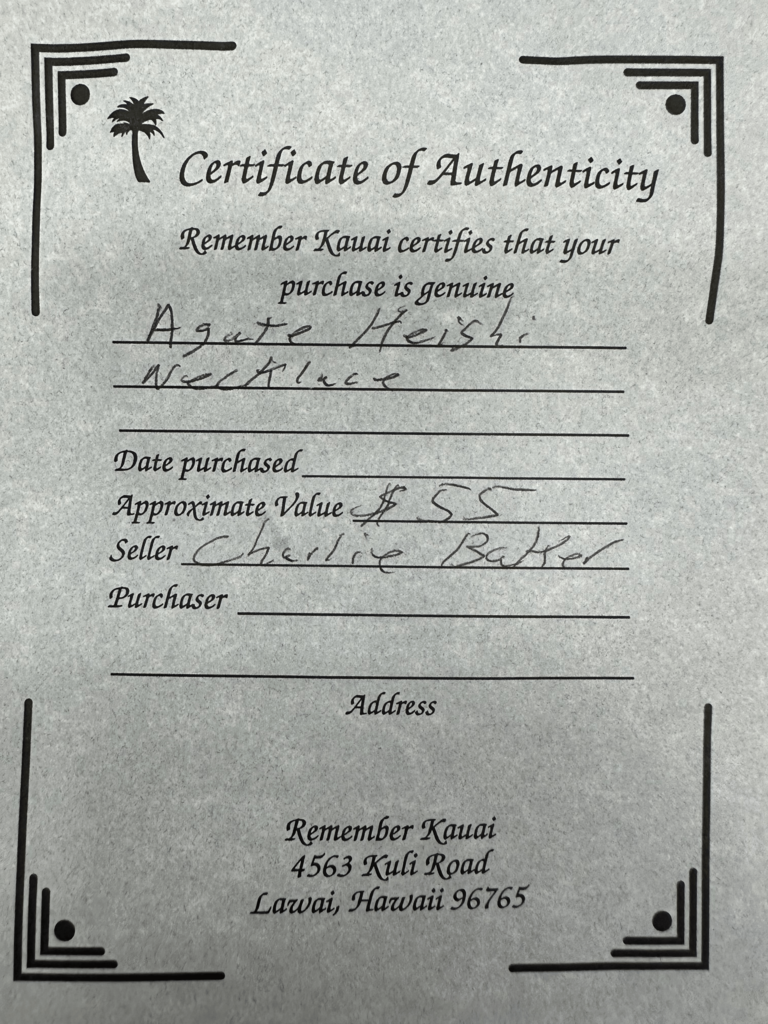 Certificate of Authenticity
Remember Kauai certifies that your
purchase is genuine
Agate Heishi
Necklace
Date purchased
Approximate Value $55
Seller Charlie Baker
Purchaser
Address
Remember Kauai
4563 Kuli Road
Lawai, Hawaii 96765